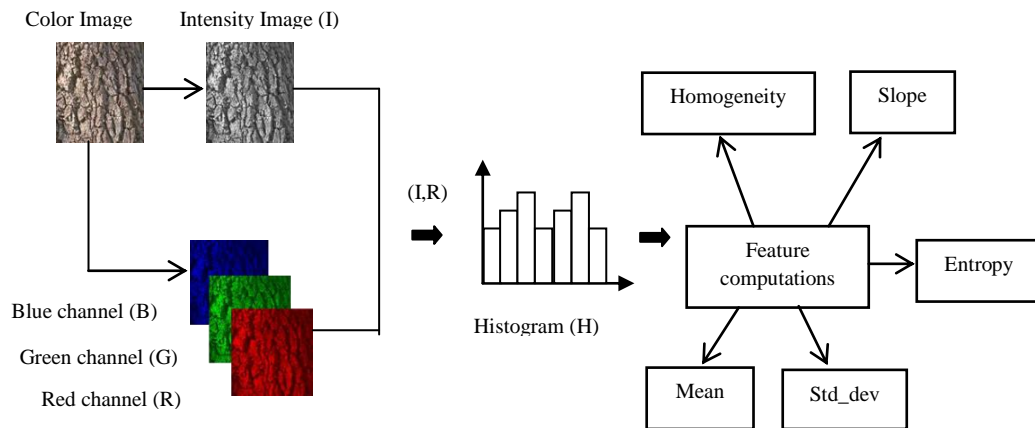 Color Image
Intensity Image (I)
Homogeneity
Slope
(I,R)
Feature
computations
Entropy
Blue channel (B)
Histogram (H)
Green channel (G)
Mean
Std_dev
Red channel (R)